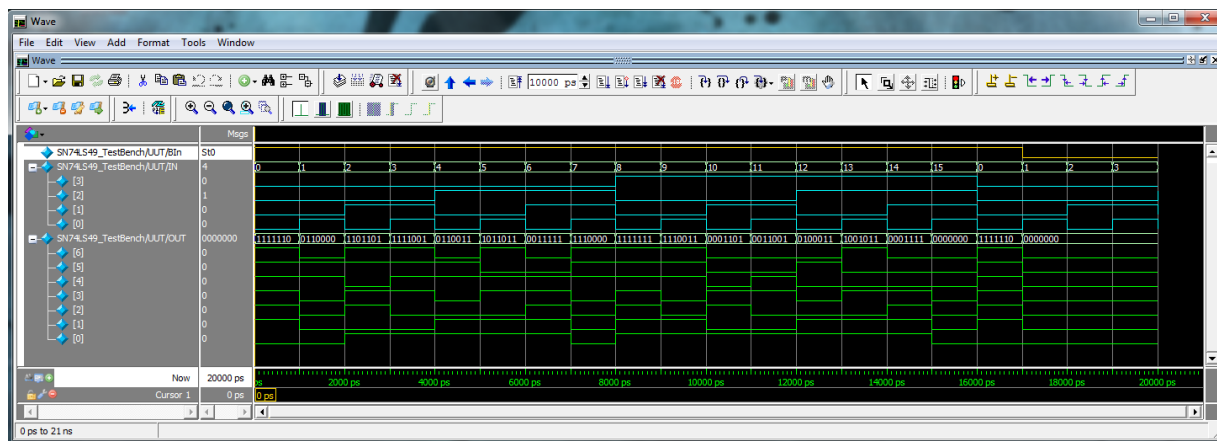 Wave
File Edit View Add Format Tools Window
Wave
10000 ps
Msgs
SN74LS49_TestBench/UUT/BIn St0
SN74LS49_TestBench/UUT/IN 4 0 1 2 3 4 5 6 7 8 9 10 11 12 13 14 15 0 1 2 3
[3] 0
[2] 1
[1] 0
[0] 0
SN74LS49_TestBench/UUT/OUT 0000000 1111110 0110000 1101101 1111001 0110011 1011011 0011111 1110000 1111111 1110011 0001101 0011001 0100011 1001011 0001111 0000000 1111110 0000000
[6] 0
[5] 0
[4] 0
[3] 0
[2] 0
[1] 0
[0] 0
Now 20000 ps ps 2000 ps 4000 ps 6000 ps 8000 ps 10000 ps 12000 ps 14000 ps 16000 ps 18000 ps 20000 ps
Cursor 1 0 ps 0 ps
0 ps to 21 ns